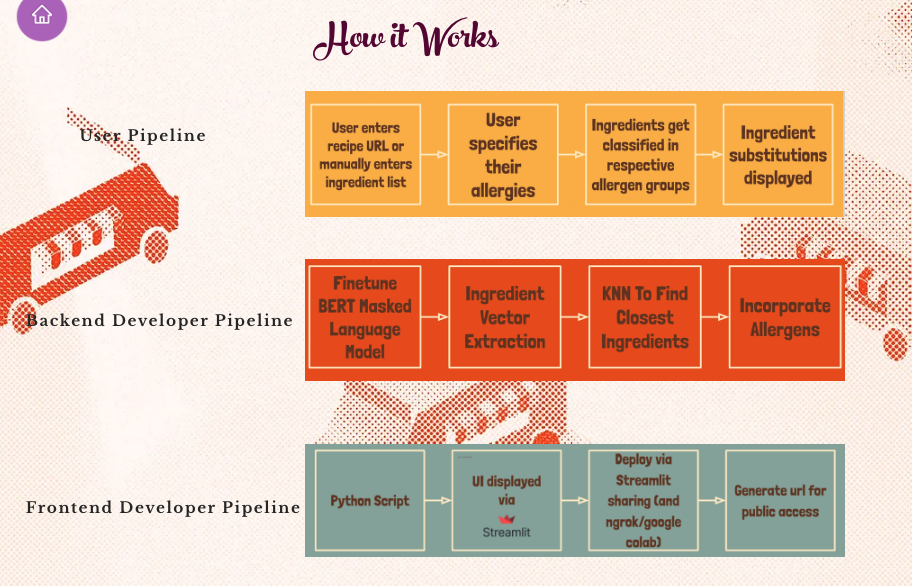 How it Works
User Pipeline
User enters
recipe URL or
manually enters
ingredient list
User
specifies
their
allergies
Ingredients get
classified in
respective
allergen groups
Ingredient
substitutions
displayed
Backend Developer Pipeline
Finetune
BERT Masked
Language
Model
Ingredient
Vector
Extraction
KNN To Find
Closest
Ingredients
Incorporate
Allergens
Frontend Developer Pipeline
Python Script
UI displayed
via
Streamlit
Deploy via
Streamlit
sharing (and
ngrok/google
colab)
Generate url for
public access